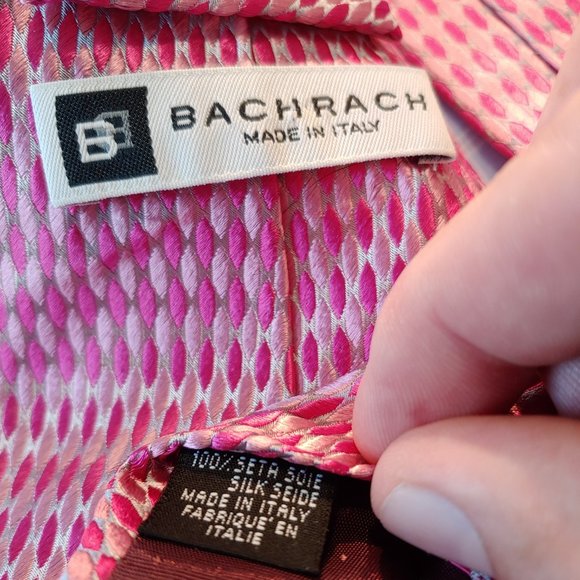 B
BACHRACH
MADE IN ITALY
100% SETA SOIE
SILK SEIDE
MADE IN ITALY
FABRIQUE' EN
ITALIE